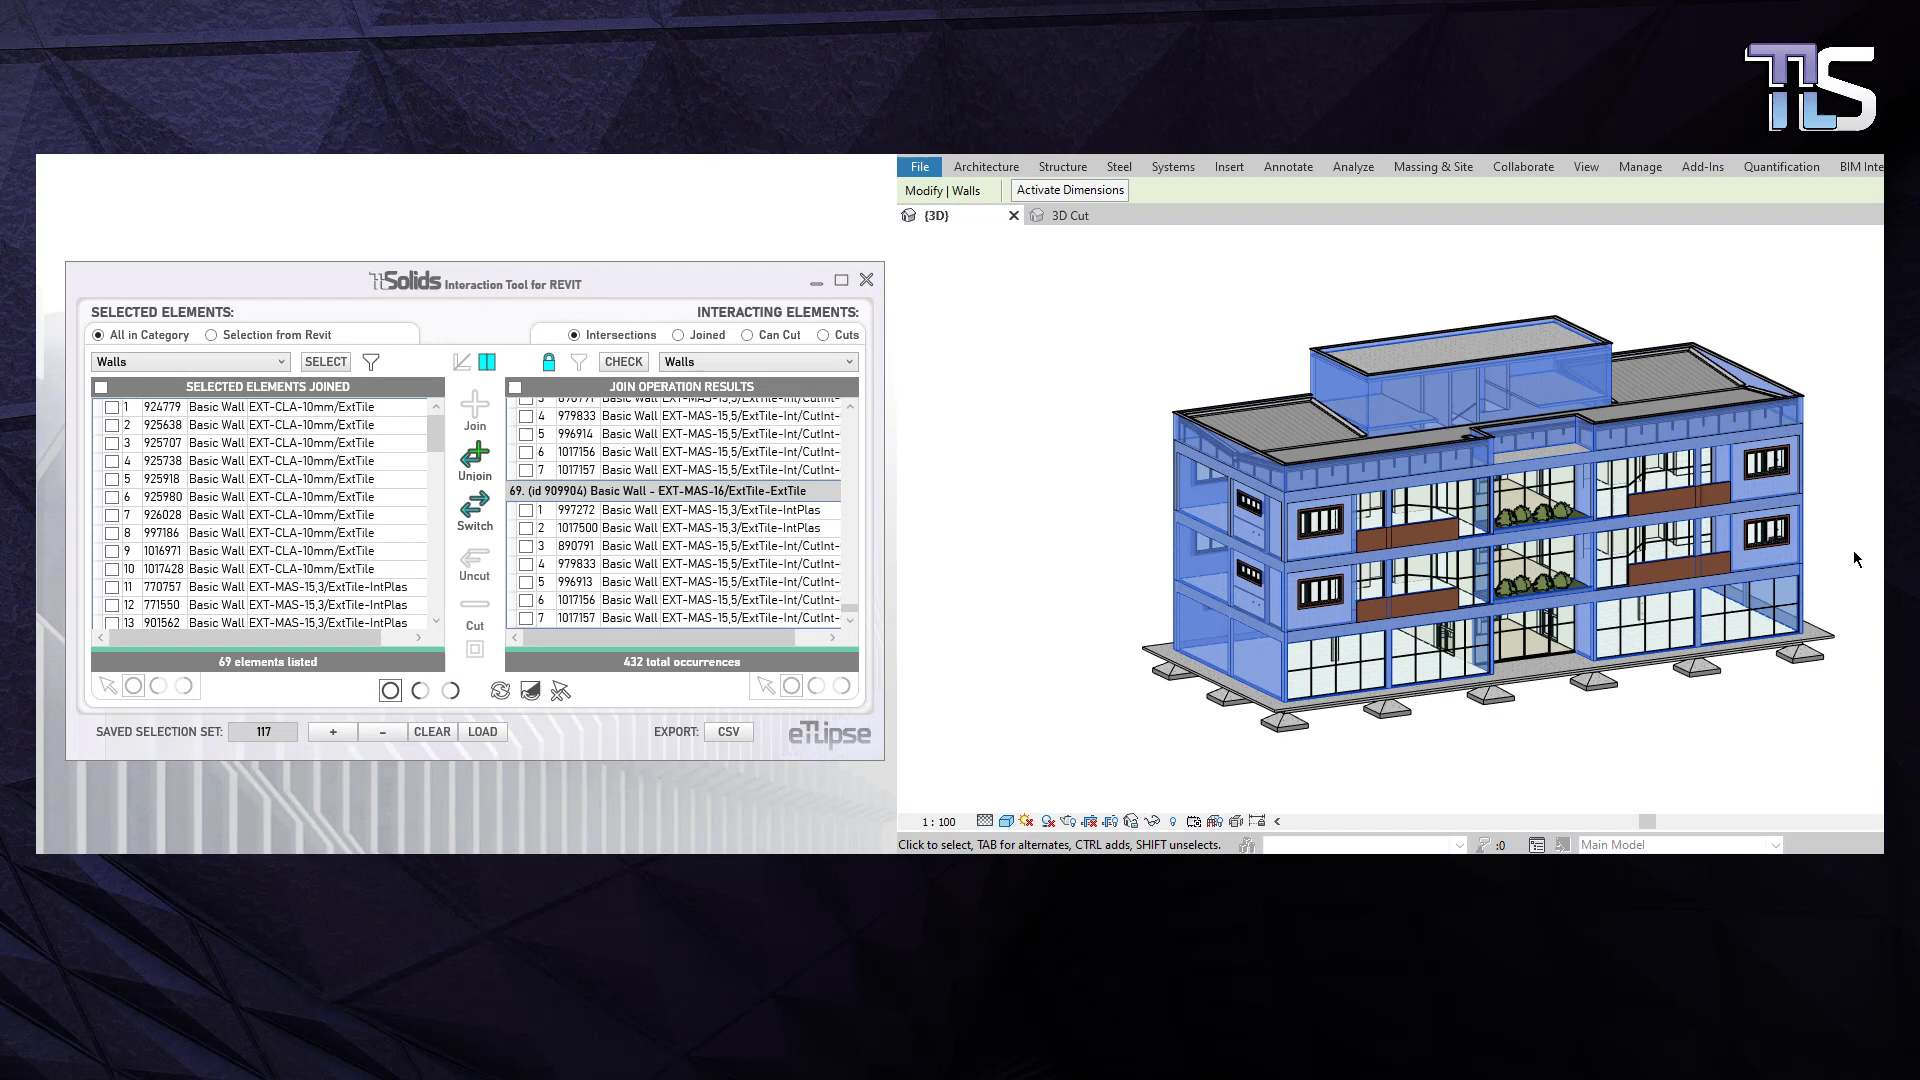 TTLS
File Architecture Structure Steel Systems Insert Annotate Analyze Massing & Site Collaborate View Manage Add-Ins Quantification BIM Inte
Modify | Walls Activate Dimensions
{3D} 3D Cut
Solids Interaction Tool for REVIT
SELECTED ELEMENTS: INTERACTING ELEMENTS:
All in Category Selection from Revit Intersections Joined Can Cut Cuts
Walls SELECT CHECK Walls
SELECTED ELEMENTS JOINED
1 924779 Basic Wall EXT-CLA-10mm/ExtTile
2 925638 Basic Wall EXT-CLA-10mm/ExtTile
3 925707 Basic Wall EXT-CLA-10mm/ExtTile
4 925738 Basic Wall EXT-CLA-10mm/ExtTile
5 925918 Basic Wall EXT-CLA-10mm/ExtTile
6 925980 Basic Wall EXT-CLA-10mm/ExtTile
7 926028 Basic Wall EXT-CLA-10mm/ExtTile
8 997186 Basic Wall EXT-CLA-10mm/ExtTile
9 1016971 Basic Wall EXT-CLA-10mm/ExtTile
10 1017428 Basic Wall EXT-CLA-10mm/ExtTile
11 770757 Basic Wall EXT-MAS-15,3/ExtTile-IntPlas
12 771550 Basic Wall EXT-MAS-15,3/ExtTile-IntPlas
13 901562 Basic Wall EXT-MAS-15,3/ExtTile-IntPlas
69 elements listed
Join
Unjoin
Switch
Uncut
Cut
JOIN OPERATION RESULTS
3 890791 Basic Wall EXT-MAS-15,5/ExtTile-Int/CutInt-
4 979833 Basic Wall EXT-MAS-15,5/ExtTile-Int/CutInt-
5 996914 Basic Wall EXT-MAS-15,5/ExtTile-Int/CutInt-
6 1017156 Basic Wall EXT-MAS-15,5/ExtTile-Int/CutInt-
7 1017157 Basic Wall EXT-MAS-15,5/ExtTile-Int/CutInt-
69. (id 909904) Basic Wall - EXT-MAS-16/ExtTile-ExtTile
1 997272 Basic Wall EXT-MAS-15,3/ExtTile-IntPlas
2 1017500 Basic Wall EXT-MAS-15,3/ExtTile-IntPlas
3 890791 Basic Wall EXT-MAS-15,5/ExtTile-Int/CutInt-
4 979833 Basic Wall EXT-MAS-15,5/ExtTile-Int/CutInt-
5 996913 Basic Wall EXT-MAS-15,5/ExtTile-Int/CutInt-
6 1017156 Basic Wall EXT-MAS-15,5/ExtTile-Int/CutInt-
7 1017157 Basic Wall EXT-MAS-15,5/ExtTile-Int/CutInt-
432 total occurrences
SAVED SELECTION SET: 117 + - CLEAR LOAD EXPORT: CSV eTLipse
1 : 100
Click to select, TAB for alternates, CTRL adds, SHIFT unselects. :0 Main Model